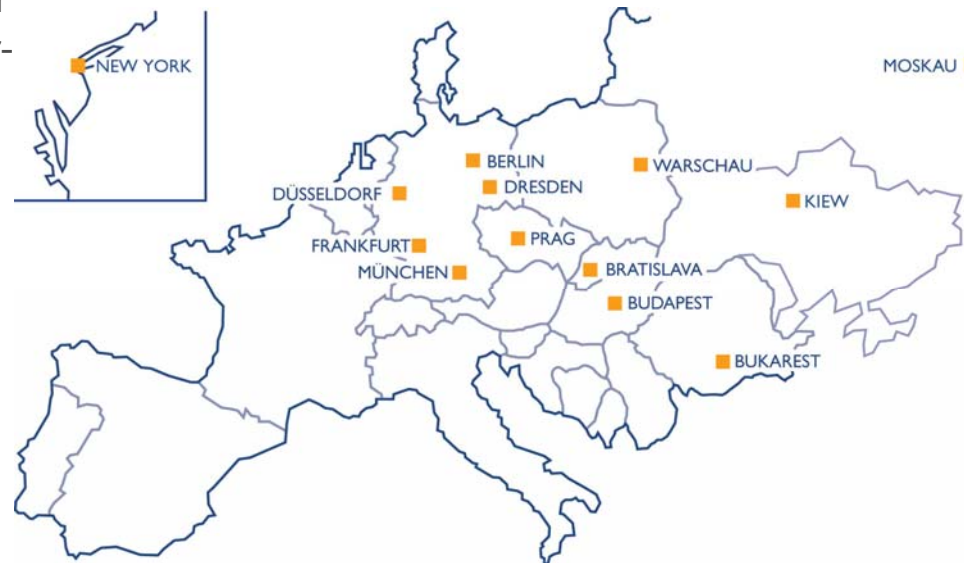 NEW YORK
MOSKAU
BERLIN
WARSCHAU
DRESDEN
DÜSSELDORF
KIEW
PRAG
FRANKFURT
BRATISLAVA
MÜNCHEN
BUDAPEST
BUKAREST